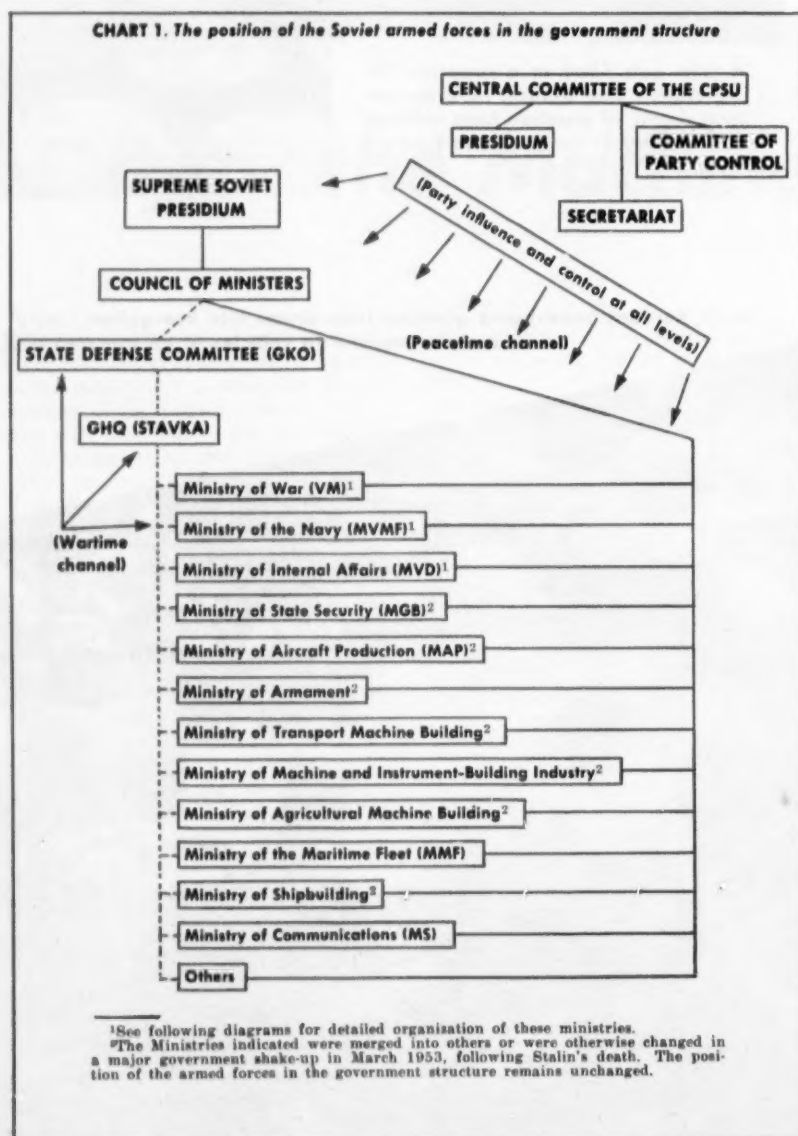 CHART 1. The position of the Soviet armed forces in the government structure
CENTRAL COMMITTEE OF THE CPSU
PRESIDIUM
COMMITTEE OF
PARTY CONTROL
SECRETARIAT
SUPREME SOVIET
PRESIDIUM
(Party influence and control at all levels)
COUNCIL OF MINISTERS
(Peacetime channel)
STATE DEFENSE COMMITTEE (GKO)
GHQ (STAVKA)
(Wartime
channel)
Ministry of War (VM)¹
Ministry of the Navy (MVMF)¹
Ministry of Internal Affairs (MVD)¹
Ministry of State Security (MGB)²
Ministry of Aircraft Production (MAP)²
Ministry of Armament²
Ministry of Transport Machine Building²
Ministry of Machine and Instrument-Building Industry²
Ministry of Agricultural Machine Building²
Ministry of the Maritime Fleet (MMF)
Ministry of Shipbuilding²
Ministry of Communications (MS)
Others
¹See following diagrams for detailed organisation of these ministries.
²The Ministries indicated were merged into others or were otherwise changed in
a major government shake-up in March 1953, following Stalin's death. The posi-
tion of the armed forces in the government structure remains unchanged.